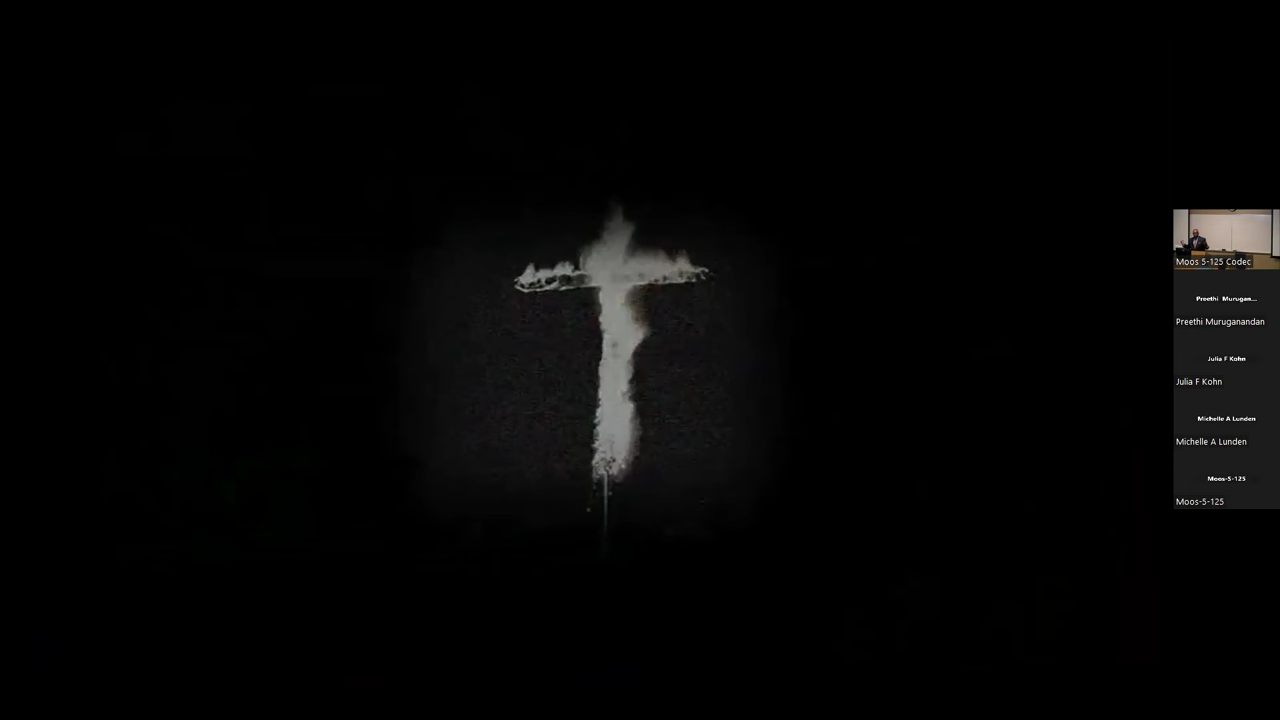 Moos 5-125 Codec
Preethi Murugan...
Preethi Muruganandan
Julia F Kohn
Julia F Kohn
Michelle A Lunden
Michelle A Lunden
Moos-5-125
Moos-5-125